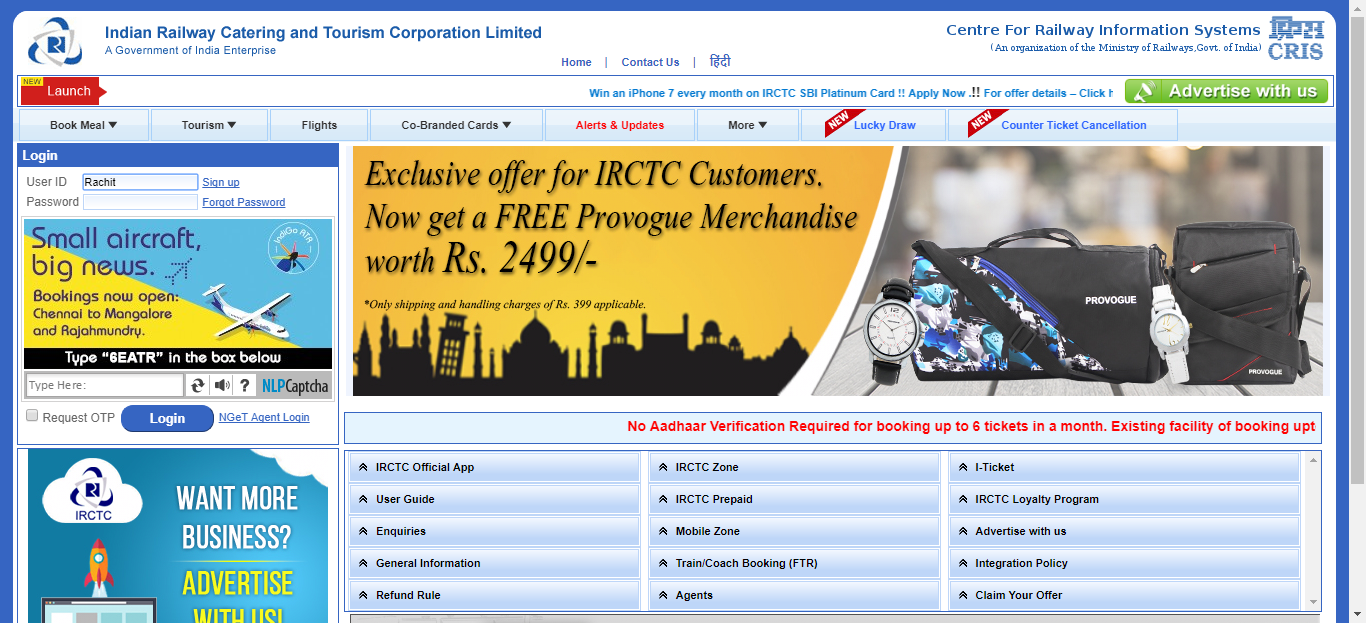 Indian Railway Catering and Tourism Corporation Limited
A Government of India Enterprise
Centre For Railway Information Systems
(An organization of the Ministry of Railways,Govt. of India)
CRIS
Home | Contact Us | हिंदी
NEW
Launch
Win an iPhone 7 every month on IRCTC SBI Platinum Card !! Apply Now .!! For offer details – Click h
Advertise with us
Book Meal
Tourism
Flights
Co-Branded Cards
Alerts & Updates
More
NEW Lucky Draw
NEW Counter Ticket Cancellation
Login
User ID Rachit Sign up
Password Forgot Password
Small aircraft,
big news.
IndiGo ATR
Bookings now open:
Chennai to Mangalore
and Rajahmundry.
Type “6EATR” in the box below
Type Here: ? NLPCaptcha
Request OTP Login NGeT Agent Login
Exclusive offer for IRCTC Customers.
Now get a FREE Provogue Merchandise
worth Rs. 2499/-
*Only shipping and handling charges of Rs. 399 applicable.
PROVOGUE
PROVOGUE
No Aadhaar Verification Required for booking up to 6 tickets in a month. Existing facility of booking upt
IRCTC
WANT MORE
BUSINESS?
ADVERTISE
WITH US!
IRCTC Official App
IRCTC Zone
I-Ticket
User Guide
IRCTC Prepaid
IRCTC Loyalty Program
Enquiries
Mobile Zone
Advertise with us
General Information
Train/Coach Booking (FTR)
Integration Policy
Refund Rule
Agents
Claim Your Offer